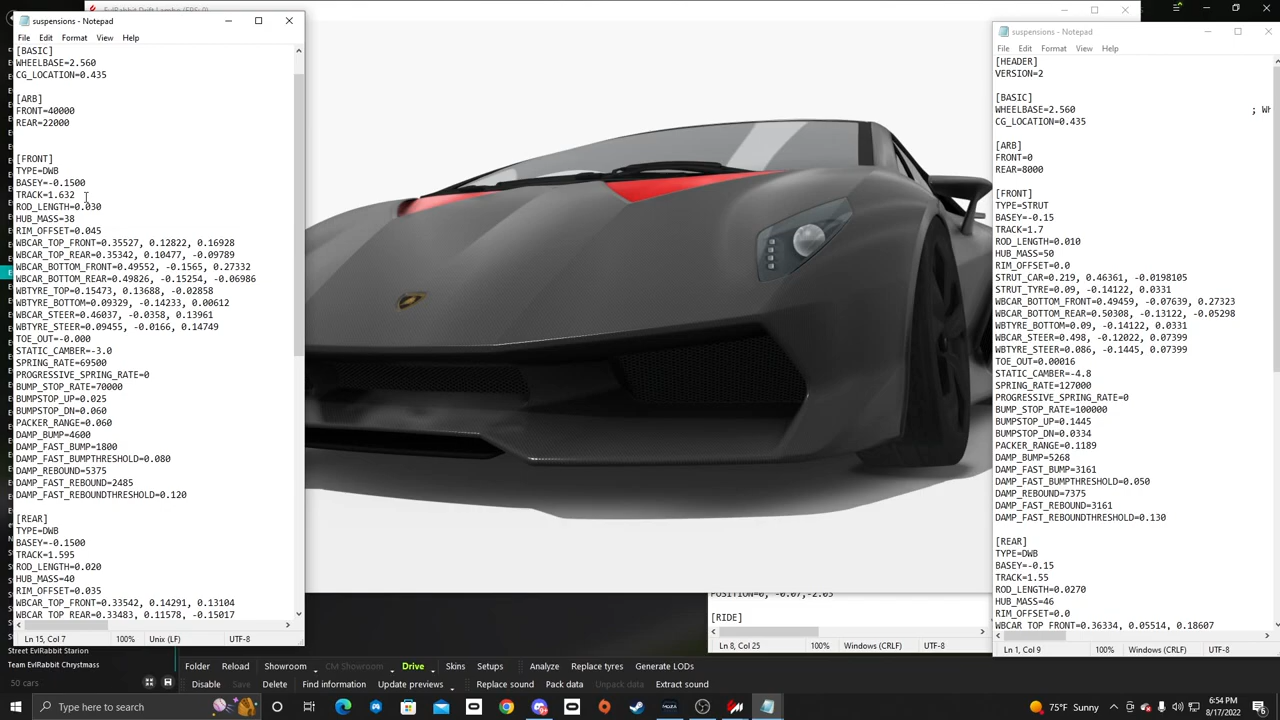 suspensions - Notepad
File Edit Format View Help
[BASIC]
WHEELBASE=2.560
CG_LOCATION=0.435
[ARB]
FRONT=40000
REAR=22000
[FRONT]
TYPE=DWB
BASEY=-0.1500
TRACK=1.632
ROD_LENGTH=0.030
HUB_MASS=38
RIM_OFFSET=0.045
WBCAR_TOP_FRONT=0.35527, 0.12822, 0.16928
WBCAR_TOP_REAR=0.35342, 0.10477, -0.09789
WBCAR_BOTTOM_FRONT=0.49552, -0.1565, 0.27332
WBCAR_BOTTOM_REAR=0.49826, -0.15254, -0.06986
WBTYRE_TOP=0.15473, 0.13688, -0.02858
WBTYRE_BOTTOM=0.09329, -0.14233, 0.00612
WBCAR_STEER=0.46037, -0.0358, 0.13961
WBTYRE_STEER=0.09455, -0.0166, 0.14749
TOE_OUT=-0.000
STATIC_CAMBER=-3.0
SPRING_RATE=69500
PROGRESSIVE_SPRING_RATE=0
BUMP_STOP_RATE=70000
BUMPSTOP_UP=0.025
BUMPSTOP_DN=0.060
PACKER_RANGE=0.060
DAMP_BUMP=4600
DAMP_FAST_BUMP=1800
DAMP_FAST_BUMPTHRESHOLD=0.080
DAMP_REBOUND=5375
DAMP_FAST_REBOUND=2485
DAMP_FAST_REBOUNDTHRESHOLD=0.120
[REAR]
TYPE=DWB
BASEY=-0.1500
TRACK=1.595
ROD_LENGTH=0.020
HUB_MASS=40
RIM_OFFSET=0.035
WBCAR_TOP_FRONT=0.33542, 0.14291, 0.13104
WBCAR_TOP_REAR=0.33483, 0.11578, -0.15017
Ln 15, Col 7 100% Unix (LF) UTF-8
suspensions - Notepad
File Edit Format View Help
[HEADER]
VERSION=2
[BASIC]
WHEELBASE=2.560 ; Wh
CG_LOCATION=0.435
[ARB]
FRONT=0
REAR=8000
[FRONT]
TYPE=STRUT
BASEY=-0.15
TRACK=1.7
ROD_LENGTH=0.010
HUB_MASS=50
RIM_OFFSET=0.0
STRUT_CAR=0.219, 0.46361, -0.0198105
STRUT_TYRE=0.09, -0.14122, 0.0331
WBCAR_BOTTOM_FRONT=0.49459, -0.07639, 0.27323
WBCAR_BOTTOM_REAR=0.50308, -0.13122, -0.05298
WBTYRE_BOTTOM=0.09, -0.14122, 0.0331
WBCAR_STEER=0.498, -0.12022, 0.07399
WBTYRE_STEER=0.086, -0.1445, 0.07399
TOE_OUT=0.00016
STATIC_CAMBER=-4.8
SPRING_RATE=127000
PROGRESSIVE_SPRING_RATE=0
BUMP_STOP_RATE=100000
BUMPSTOP_UP=0.1445
BUMPSTOP_DN=0.0334
PACKER_RANGE=0.1189
DAMP_BUMP=5268
DAMP_FAST_BUMP=3161
DAMP_FAST_BUMPTHRESHOLD=0.050
DAMP_REBOUND=7375
DAMP_FAST_REBOUND=3161
DAMP_FAST_REBOUNDTHRESHOLD=0.130
[REAR]
TYPE=DWB
BASEY=-0.15
TRACK=1.55
ROD_LENGTH=0.0270
HUB_MASS=46
RIM_OFFSET=0.0
WBCAR_TOP_FRONT=0.36334, 0.05514, 0.18607
Ln 1, Col 9 100% Windows (CRLF) UTF-8
[RIDE]
Ln 8, Col 25 100% Windows (CRLF) UTF-8
Street EvlRabbit Starion
Team EvlRabbit Chrystmass
50 cars
Folder Reload Showroom CM Showroom Drive Skins Setups Analyze Replace tyres Generate LODs
Disable Save Delete Find information Update previews Replace sound Pack data Unpack data Extract sound
Type here to search
75°F Sunny
6:54 PM
8/17/2022